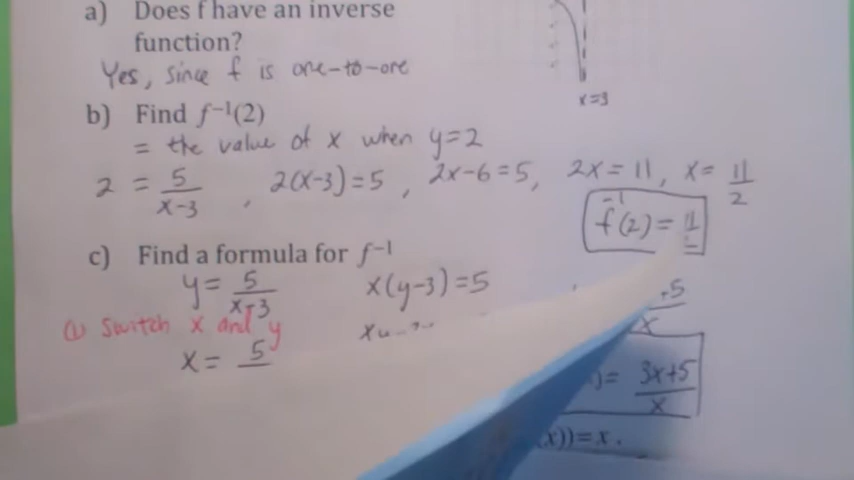 a) Does f have an inverse
function?
Yes, since f is one-to-one
x=3
b) Find f⁻¹(2)
= the value of x when y=2
2 = 5/(x-3) , 2(x-3)=5 , 2x-6=5, 2x=11, x= 11/2
f⁻¹(2)= 11
c) Find a formula for f⁻¹
y= 5/(x-3) x(y-3)=5
+5/x
① Switch x and y
x= 5
)= 3x+5/x
(x))=x.